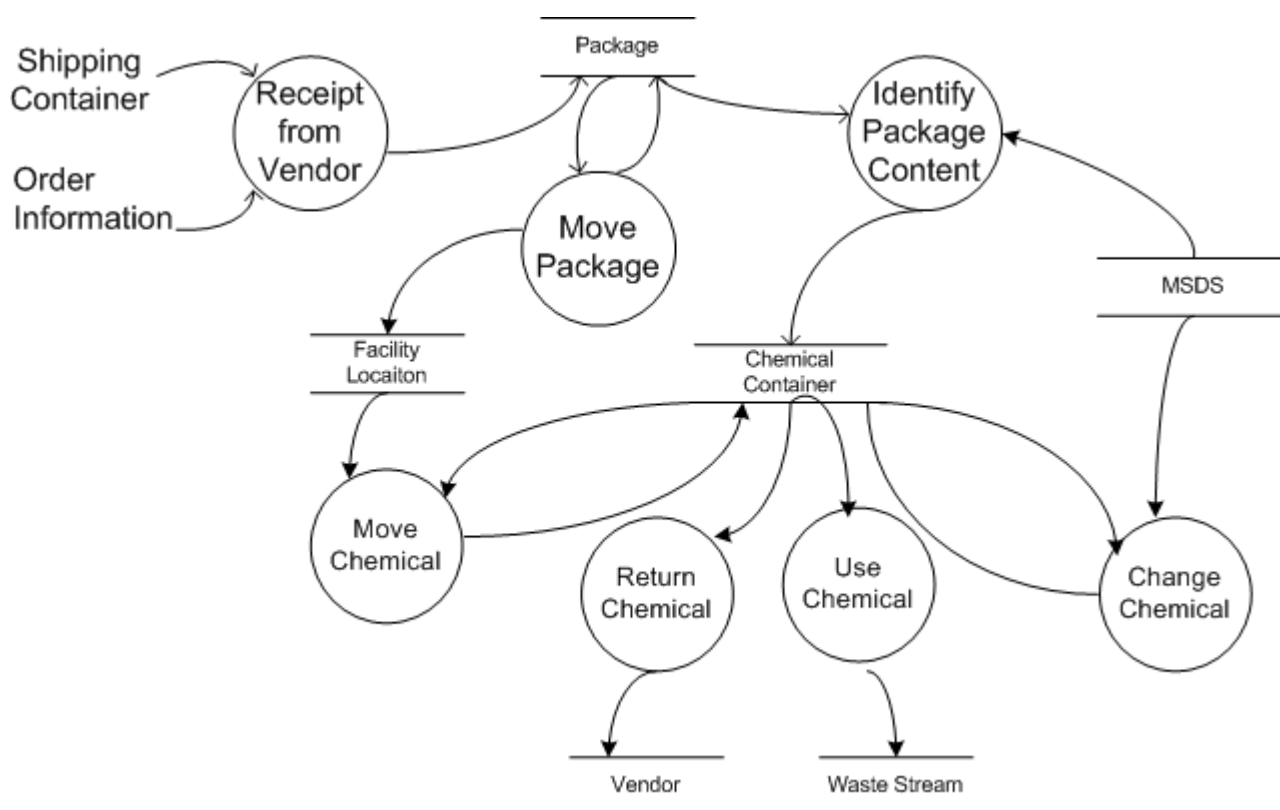 Package
Shipping
Container
Receipt
from
Vendor
Identify
Package
Content
Order
Information
Move
Package
MSDS
Facility
Locaiton
Chemical
Container
Move
Chemical
Return
Chemical
Use
Chemical
Change
Chemical
Vendor
Waste Stream